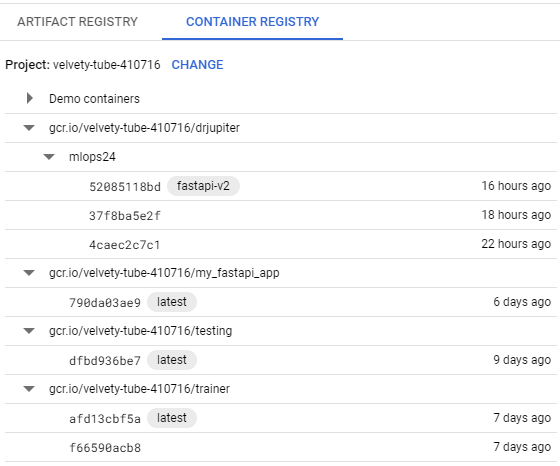 ARTIFACT REGISTRY CONTAINER REGISTRY
Project: velvety-tube-410716 CHANGE
Demo containers
gcr.io/velvety-tube-410716/drjupiter
mlops24
52085118bd fastapi-v2 16 hours ago
37f8ba5e2f 18 hours ago
4caec2c7c1 22 hours ago
gcr.io/velvety-tube-410716/my_fastapi_app
790da03ae9 latest 6 days ago
gcr.io/velvety-tube-410716/testing
dfbd936be7 latest 9 days ago
gcr.io/velvety-tube-410716/trainer
afd13cbf5a latest 7 days ago
f66590acb8 7 days ago